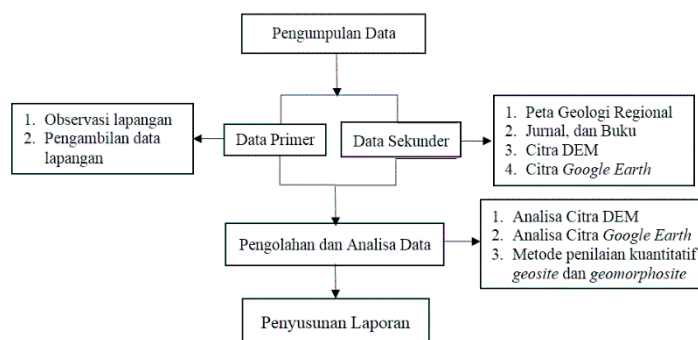 Pengumpulan Data
1. Observasi lapangan
2. Pengambilan data
lapangan
Data Primer
Data Sekunder
1. Peta Geologi Regional
2. Jurnal, dan Buku
3. Citra DEM
4. Citra Google Earth
Pengolahan dan Analisa Data
1. Analisa Citra DEM
2. Analisa Citra Google Earth
3. Metode penilaian kuantitatif
geosite dan geomorphosite
Penyusunan Laporan